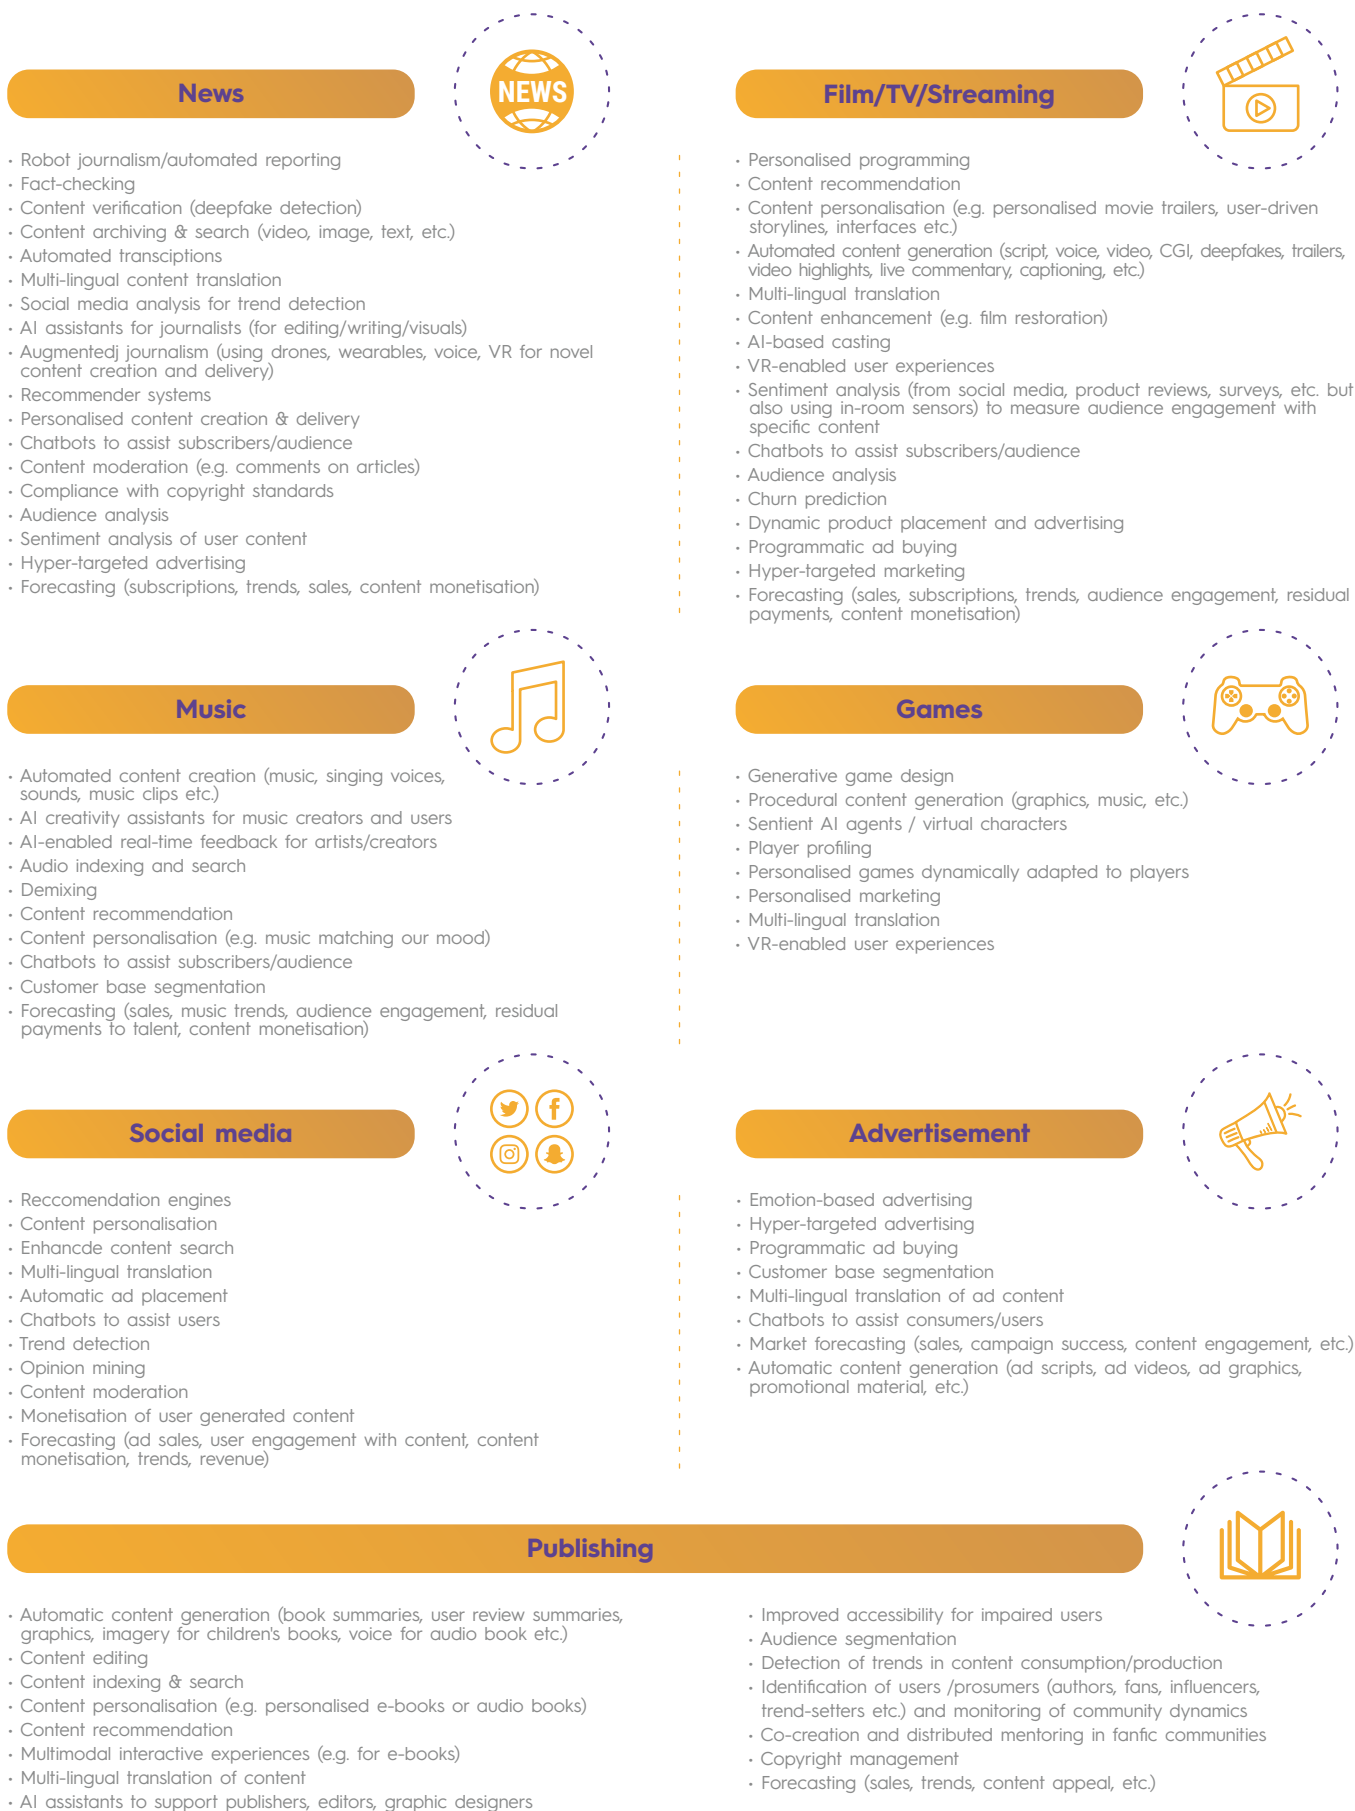 News
NEWS
• Robot journalism/automated reporting
• Fact-checking
• Content verification (deepfake detection)
• Content archiving & search (video, image, text, etc.)
• Automated transciptions
• Multi-lingual content translation
• Social media analysis for trend detection
• AI assistants for journalists (for editing/writing/visuals)
• Augmentedj journalism (using drones, wearables, voice, VR for novel
content creation and delivery)
• Recommender systems
• Personalised content creation & delivery
• Chatbots to assist subscribers/audience
• Content moderation (e.g. comments on articles)
• Compliance with copyright standards
• Audience analysis
• Sentiment analysis of user content
• Hyper-targeted advertising
• Forecasting (subscriptions, trends, sales, content monetisation)
Film/TV/Streaming
• Personalised programming
• Content recommendation
• Content personalisation (e.g. personalised movie trailers, user-driven
storylines, interfaces etc.)
• Automated content generation (script, voice, video, CGI, deepfakes, trailers,
video highlights, live commentary, captioning, etc.)
• Multi-lingual translation
• Content enhancement (e.g. film restoration)
• AI-based casting
• VR-enabled user experiences
• Sentiment analysis (from social media, product reviews, surveys, etc. but
also using in-room sensors) to measure audience engagement with
specific content
• Chatbots to assist subscribers/audience
• Audience analysis
• Churn prediction
• Dynamic product placement and advertising
• Programmatic ad buying
• Hyper-targeted marketing
• Forecasting (sales, subscriptions, trends, audience engagement, residual
payments, content monetisation)
Music
• Automated content creation (music, singing voices,
sounds, music clips etc.)
• AI creativity assistants for music creators and users
• AI-enabled real-time feedback for artists/creators
• Audio indexing and search
• Demixing
• Content recommendation
• Content personalisation (e.g. music matching our mood)
• Chatbots to assist subscribers/audience
• Customer base segmentation
• Forecasting (sales, music trends, audience engagement, residual
payments to talent, content monetisation)
Games
• Generative game design
• Procedural content generation (graphics, music, etc.)
• Sentient AI agents / virtual characters
• Player profiling
• Personalised games dynamically adapted to players
• Personalised marketing
• Multi-lingual translation
• VR-enabled user experiences
Social media
• Reccomendation engines
• Content personalisation
• Enhancde content search
• Multi-lingual translation
• Automatic ad placement
• Chatbots to assist users
• Trend detection
• Opinion mining
• Content moderation
• Monetisation of user generated content
• Forecasting (ad sales, user engagement with content, content
monetisation, trends, revenue)
Advertisement
• Emotion-based advertising
• Hyper-targeted advertising
• Programmatic ad buying
• Customer base segmentation
• Multi-lingual translation of ad content
• Chatbots to assist consumers/users
• Market forecasting (sales, campaign success, content engagement, etc.)
• Automatic content generation (ad scripts, ad videos, ad graphics,
promotional material, etc.)
Publishing
• Automatic content generation (book summaries, user review summaries,
graphics, imagery for children's books, voice for audio book etc.)
• Content editing
• Content indexing & search
• Content personalisation (e.g. personalised e-books or audio books)
• Content recommendation
• Multimodal interactive experiences (e.g. for e-books)
• Multi-lingual translation of content
• AI assistants to support publishers, editors, graphic designers
• Improved accessibility for impaired users
• Audience segmentation
• Detection of trends in content consumption/production
• Identification of users /prosumers (authors, fans, influencers,
trend-setters etc.) and monitoring of community dynamics
• Co-creation and distributed mentoring in fanfic communities
• Copyright management
• Forecasting (sales, trends, content appeal, etc.)